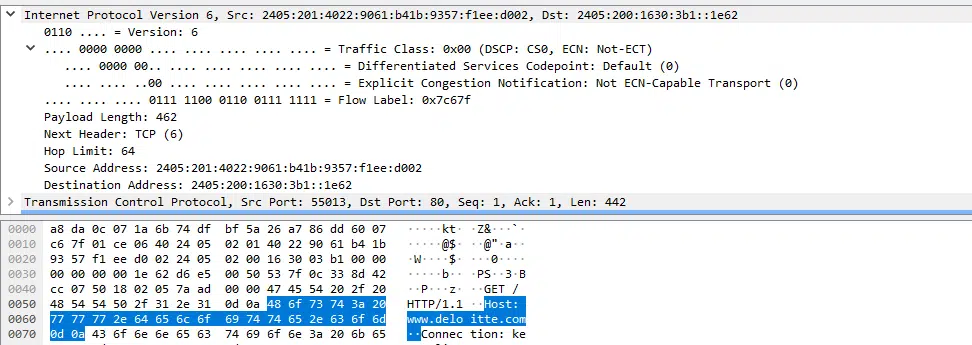 Internet Protocol Version 6, Src: 2405:201:4022:9061:b41b:9357:f1ee:d002, Dst: 2405:200:1630:3b1::1e62
0110 .... = Version: 6
.... 0000 0000 .... .... .... .... .... = Traffic Class: 0x00 (DSCP: CS0, ECN: Not-ECT)
.... 0000 00.. .... .... .... .... .... = Differentiated Services Codepoint: Default (0)
.... .... ..00 .... .... .... .... .... = Explicit Congestion Notification: Not ECN-Capable Transport (0)
.... .... .... 0111 1100 0110 0111 1111 = Flow Label: 0x7c67f
Payload Length: 462
Next Header: TCP (6)
Hop Limit: 64
Source Address: 2405:201:4022:9061:b41b:9357:f1ee:d002
Destination Address: 2405:200:1630:3b1::1e62
Transmission Control Protocol, Src Port: 55013, Dst Port: 80, Seq: 1, Ack: 1, Len: 442
0000 a8 da 0c 07 1a 6b 74 df bf 5a 26 a7 86 dd 60 07 ·····kt· ·Z&···`·
0010 c6 7f 01 ce 06 40 24 05 02 01 40 22 90 61 b4 1b ·····@$· ··@"·a··
0020 93 57 f1 ee d0 02 24 05 02 00 16 30 03 b1 00 00 ·W····$· ···0····
0030 00 00 00 00 1e 62 d6 e5 00 50 53 7f 0c 33 8d 42 ·····b·· ·PS··3·B
0040 cc 07 50 18 02 05 7a ad 00 00 47 45 54 20 2f 20 ··P···z· ··GET /
0050 48 54 54 50 2f 31 2e 31 0d 0a 48 6f 73 74 3a 20 HTTP/1.1 ··Host:
0060 77 77 77 2e 64 65 6c 6f 69 74 74 65 2e 63 6f 6d www.delo itte.com
0070 0d 0a 43 6f 6e 6e 65 63 74 69 6f 6e 3a 20 6b 65 ··Connec tion: ke